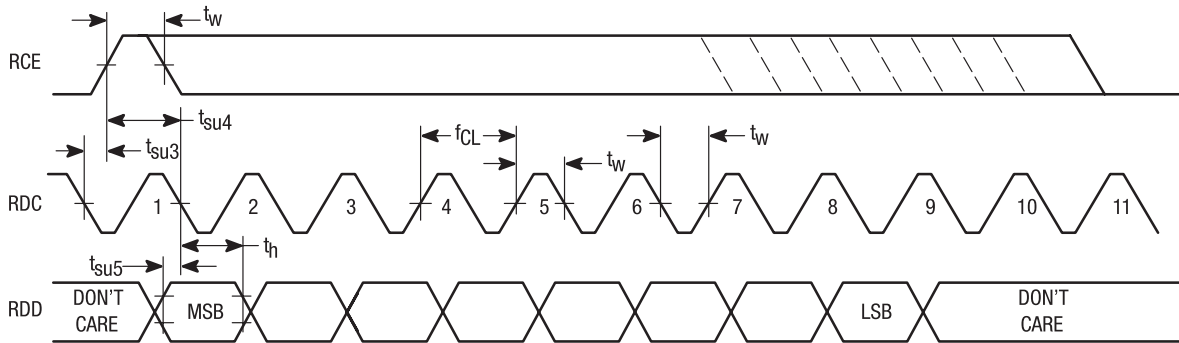 tw
RCE
tsu4
tsu3
fCL
tw
tw
RDC
1 2 3 4 5 6 7 8 9 10 11
th
tsu5
RDD
DON'T
CARE
MSB
LSB
DON'T
CARE